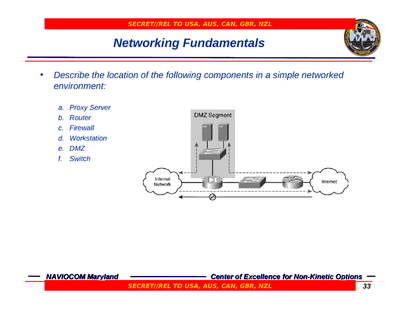 SECRET//REL TO USA, AUS, CAN, GBR, NZL
Networking Fundamentals
• Describe the location of the following components in a simple networked
environment:
a. Proxy Server
b. Router
c. Firewall
d. Workstation
e. DMZ
f. Switch
DMZ Segment
Internal
Network
Internet
NAVIOCOM Maryland
Center of Excellence for Non-Kinetic Options
SECRET//REL TO USA, AUS, CAN, GBR, NZL
33